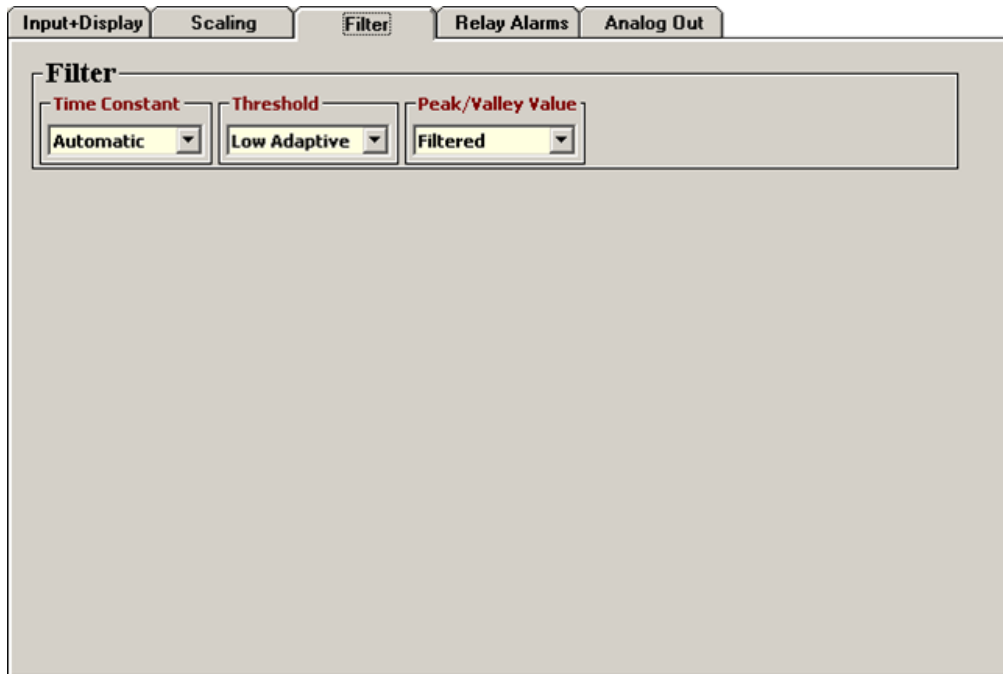 Input+Display Scaling Filter Relay Alarms Analog Out
Filter
Time Constant Threshold Peak/Valley Value
Automatic Low Adaptive Filtered